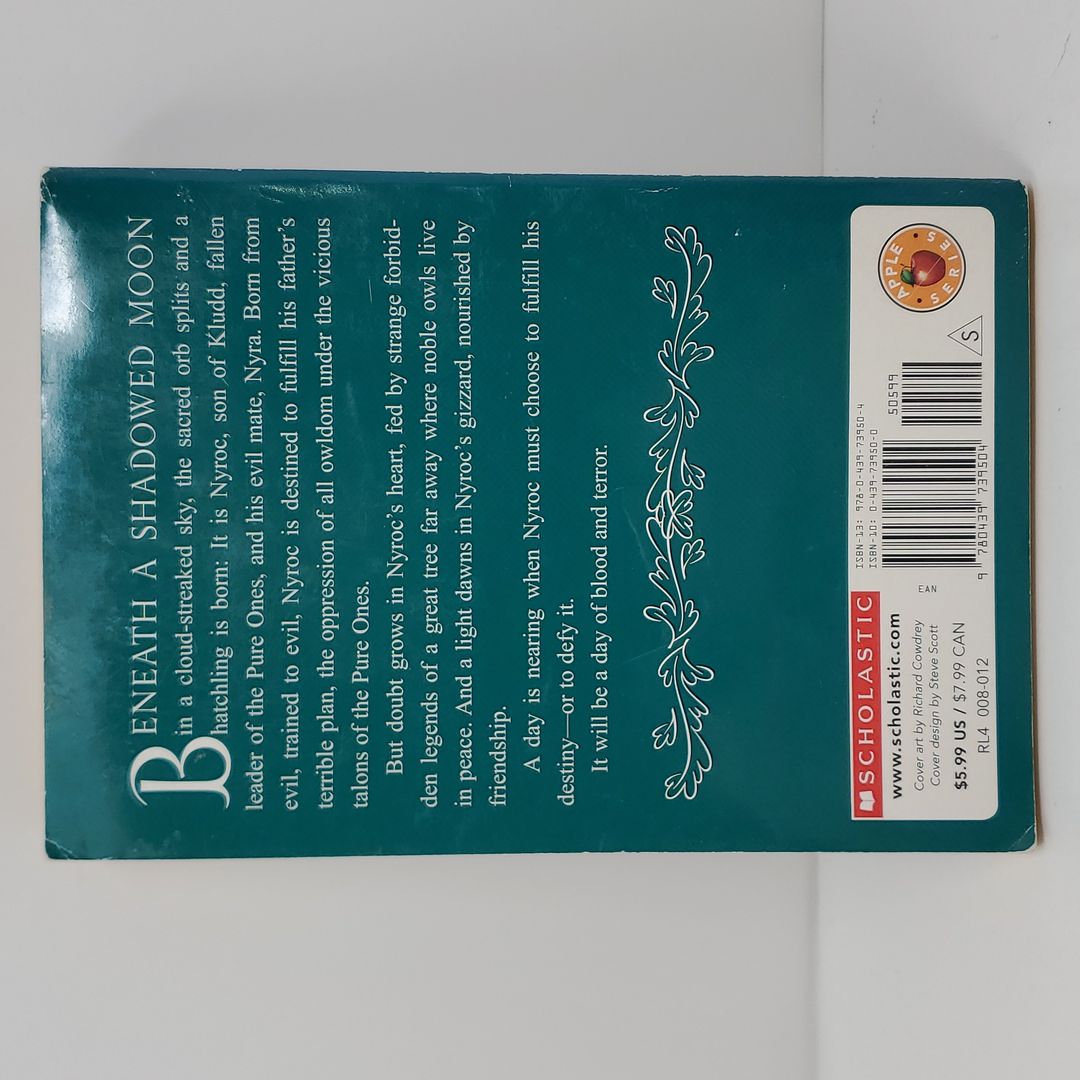 BENEATH A SHADOWED MOON
in a cloud-streaked sky, the sacred orb splits and a
hatchling is born: It is Nyroc, son of Kludd, fallen
leader of the Pure Ones, and his evil mate, Nyra. Born from
evil, trained to evil, Nyroc is destined to fulfill his father's
terrible plan, the oppression of all owldom under the vicious
talons of the Pure Ones.
But doubt grows in Nyroc's heart, fed by strange forbid-
den legends of a great tree far away where noble owls live
in peace. And a light dawns in Nyroc's gizzard, nourished by
friendship.
A day is nearing when Nyroc must choose to fulfill his
destiny—or to defy it.
It will be a day of blood and terror.
SCHOLASTIC
www.scholastic.com
Cover art by Richard Cowdrey
Cover design by Steve Scott
$5.99 US / $7.99 CAN
RL4 008-012
EAN
ISBN-13: 978-0-439-73950-4
ISBN-10: 0-439-73950-0
50599
9 780439 739504
S
APPLE
SERIES